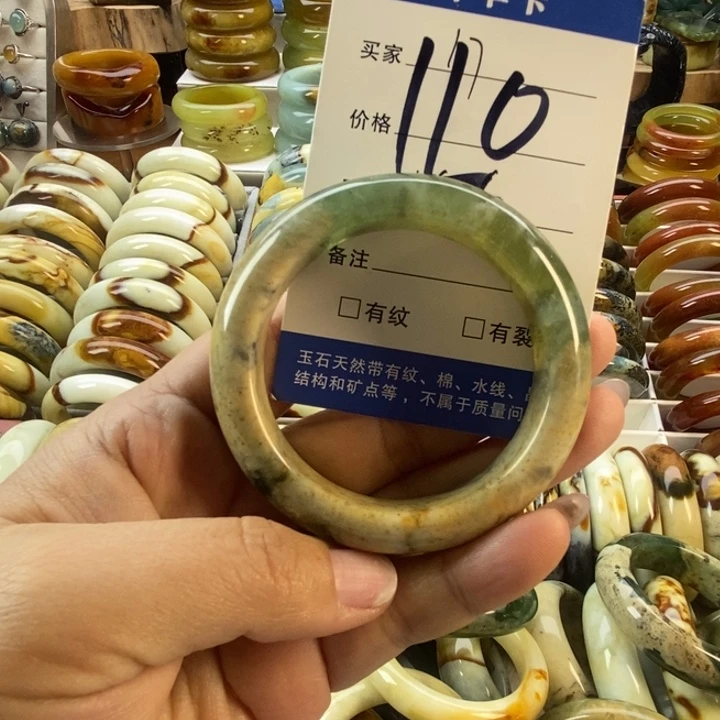 买家
110
价格
备注
□有纹 □有裂
玉石天然带有纹、棉、水线、
结构和矿点等，不属于质量问